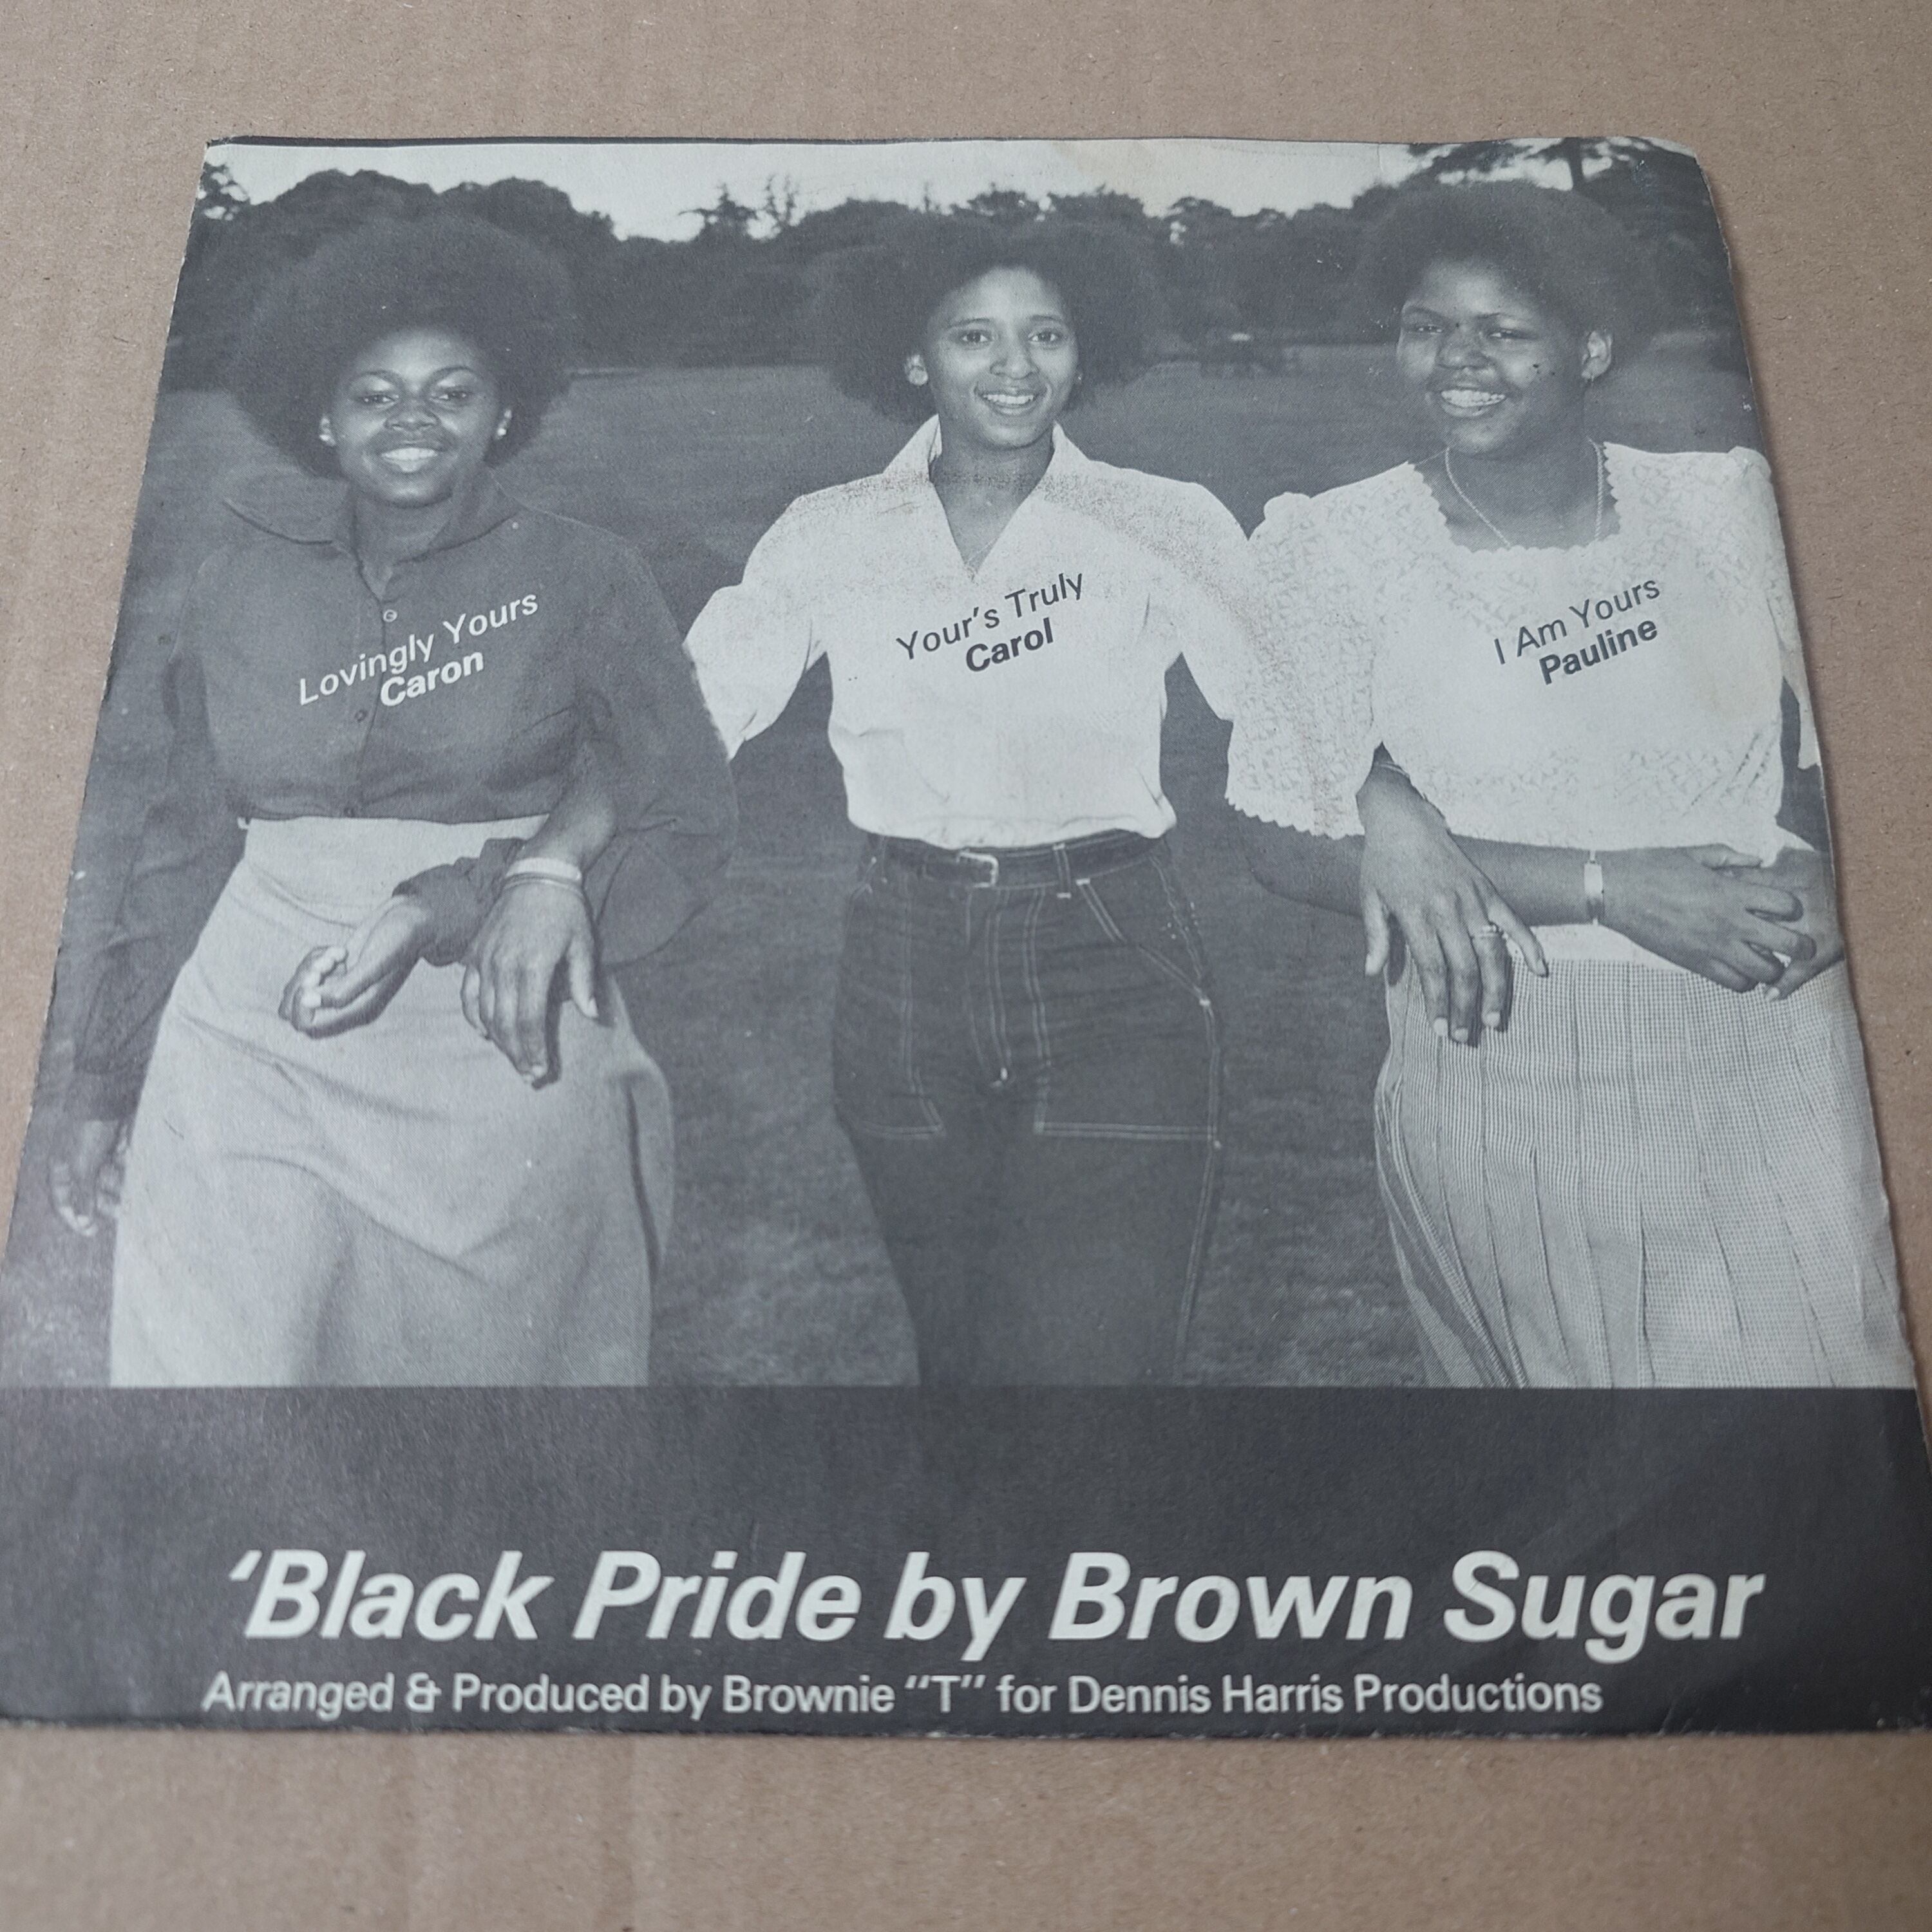 Lovingly Yours
Caron
Your's Truly
Carol
I Am Yours
Pauline
‘Black Pride by Brown Sugar
Arranged & Produced by Brownie "T" for Dennis Harris Productions